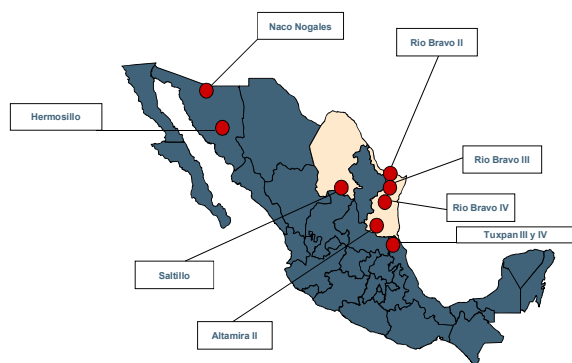 Naco Nogales
Rio Bravo II
Hermosillo
Rio Bravo III
Rio Bravo IV
Tuxpan III y IV
Saltillo
Altamira II